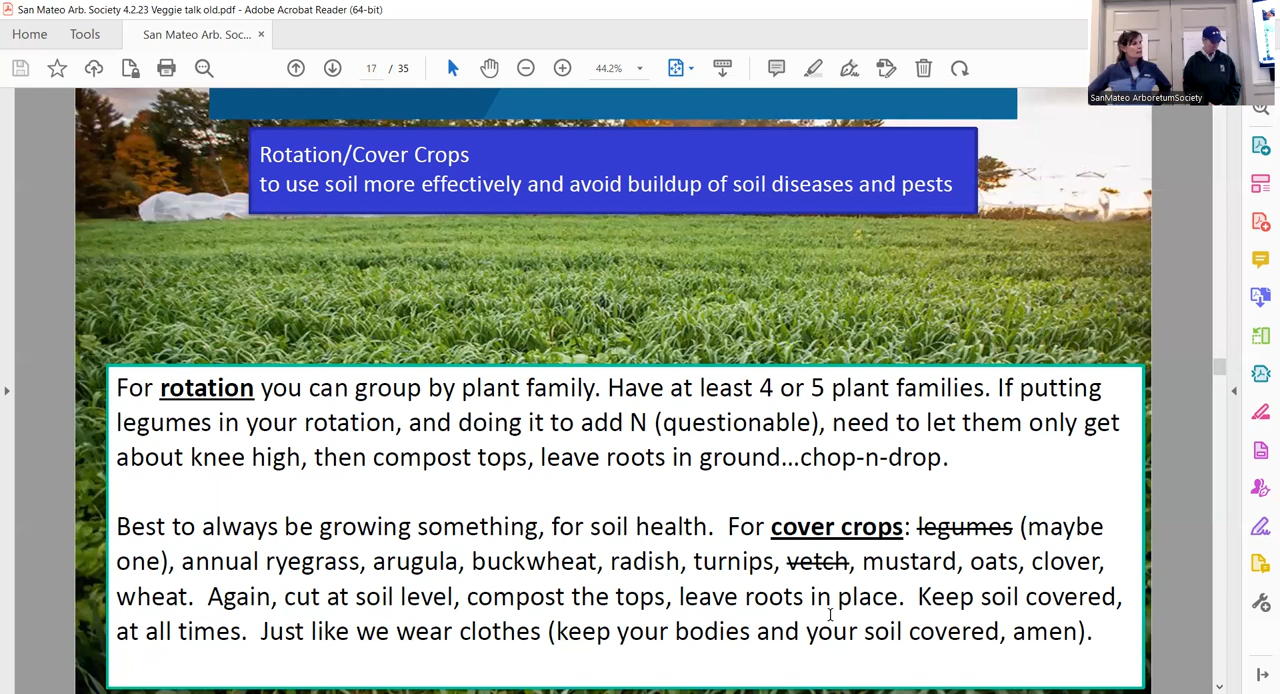 San Mateo Arb. Society 4.2.23 Veggie talk old.pdf - Adobe Acrobat Reader (64-bit)
Home Tools San Mateo Arb. Soc... ×
17 / 35 44.2%
SanMateo ArboretumSociety
Rotation/Cover Crops
to use soil more effectively and avoid buildup of soil diseases and pests
For rotation you can group by plant family. Have at least 4 or 5 plant families. If putting
legumes in your rotation, and doing it to add N (questionable), need to let them only get
about knee high, then compost tops, leave roots in ground...chop-n-drop.
Best to always be growing something, for soil health. For cover crops: legumes (maybe
one), annual ryegrass, arugula, buckwheat, radish, turnips, vetch, mustard, oats, clover,
wheat. Again, cut at soil level, compost the tops, leave roots in place. Keep soil covered,
at all times. Just like we wear clothes (keep your bodies and your soil covered, amen).